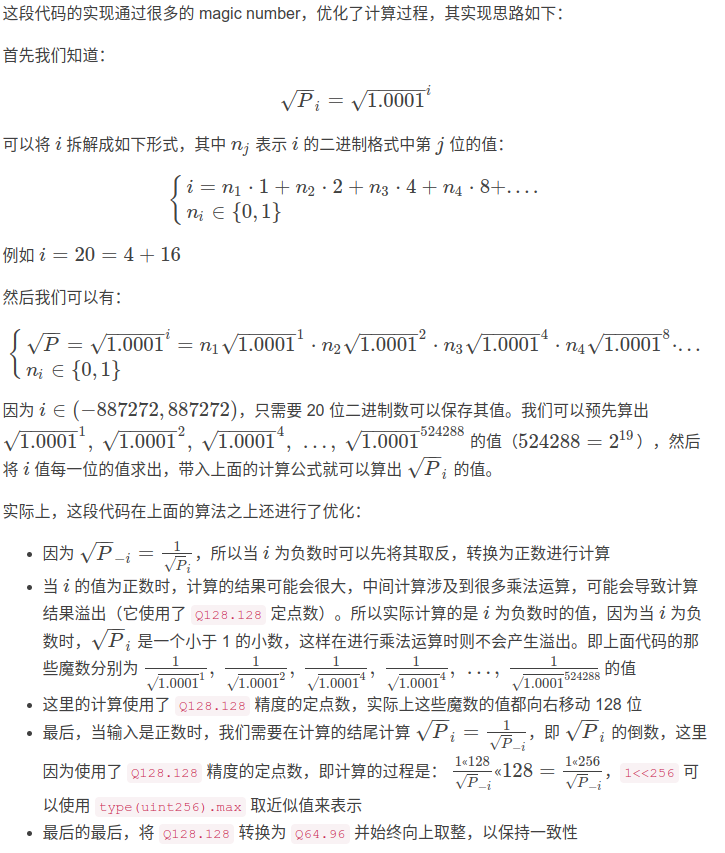 这段代码的实现通过很多的 magic number，优化了计算过程，其实现思路如下：
首先我们知道：
$\sqrt{P}_i = \sqrt{1.0001}^i$
可以将 $i$ 拆解成如下形式，其中 $n_j$ 表示 $i$ 的二进制格式中第 $j$ 位的值：
$\begin{cases} i = n_1 \cdot 1 + n_2 \cdot 2 + n_3 \cdot 4 + n_4 \cdot 8 + \ldots. \\ n_i \in \{0, 1\} \end{cases}$
例如 $i = 20 = 4 + 16$
然后我们可以有：
$\begin{cases} \sqrt{P} = \sqrt{1.0001}^i = n_1\sqrt{1.0001}^1 \cdot n_2\sqrt{1.0001}^2 \cdot n_3\sqrt{1.0001}^4 \cdot n_4\sqrt{1.0001}^8 \cdot \ldots \\ n_i \in \{0, 1\} \end{cases}$
因为 $i \in (-887272, 887272)$，只需要 20 位二进制数可以保存其值。我们可以预先算出
$\sqrt{1.0001}^1, \sqrt{1.0001}^2, \sqrt{1.0001}^4, \ldots, \sqrt{1.0001}^{524288}$ 的值（$524288 = 2^{19}$），然后
将 $i$ 值每一位的值求出，带入上面的计算公式就可以算出 $\sqrt{P}_i$ 的值。
实际上，这段代码在上面的算法之上还进行了优化：
• 因为 $\sqrt{P}_{-i} = \frac{1}{\sqrt{P}_i}$，所以当 $i$ 为负数时可以先将其取反，转换为正数进行计算
• 当 $i$ 的值为正数时，计算的结果可能会很大，中间计算涉及到很多乘法运算，可能会导致计算
结果溢出（它使用了 Q128.128 定点数）。所以实际计算的是 $i$ 为负数时的值，因为当 $i$ 为负
数时，$\sqrt{P}_i$ 是一个小于 1 的小数，这样在进行乘法运算时则不会产生溢出。即上面代码的那
些魔数分别为 $\frac{1}{\sqrt{1.0001}^1}, \frac{1}{\sqrt{1.0001}^2}, \frac{1}{\sqrt{1.0001}^4}, \frac{1}{\sqrt{1.0001}^4}, \ldots, \frac{1}{\sqrt{1.0001}^{524288}}$ 的值
• 这里的计算使用了 Q128.128 精度的定点数，实际上这些魔数的值都向右移动 128 位
• 最后，当输入是正数时，我们需要在计算的结尾计算 $\sqrt{P}_i = \frac{1}{\sqrt{P}_{-i}}$，即 $\sqrt{P}_i$ 的倒数，这里
因为使用了 Q128.128 精度的定点数，即计算的过程是： $\frac{1 « 128}{\sqrt{P}_{-i}} « 128 = \frac{1 « 256}{\sqrt{P}_{-i}}$，1<<256 可
以使用 type(uint256).max 取近似值来表示
• 最后的最后，将 Q128.128 转换为 Q64.96 并始终向上取整，以保持一致性